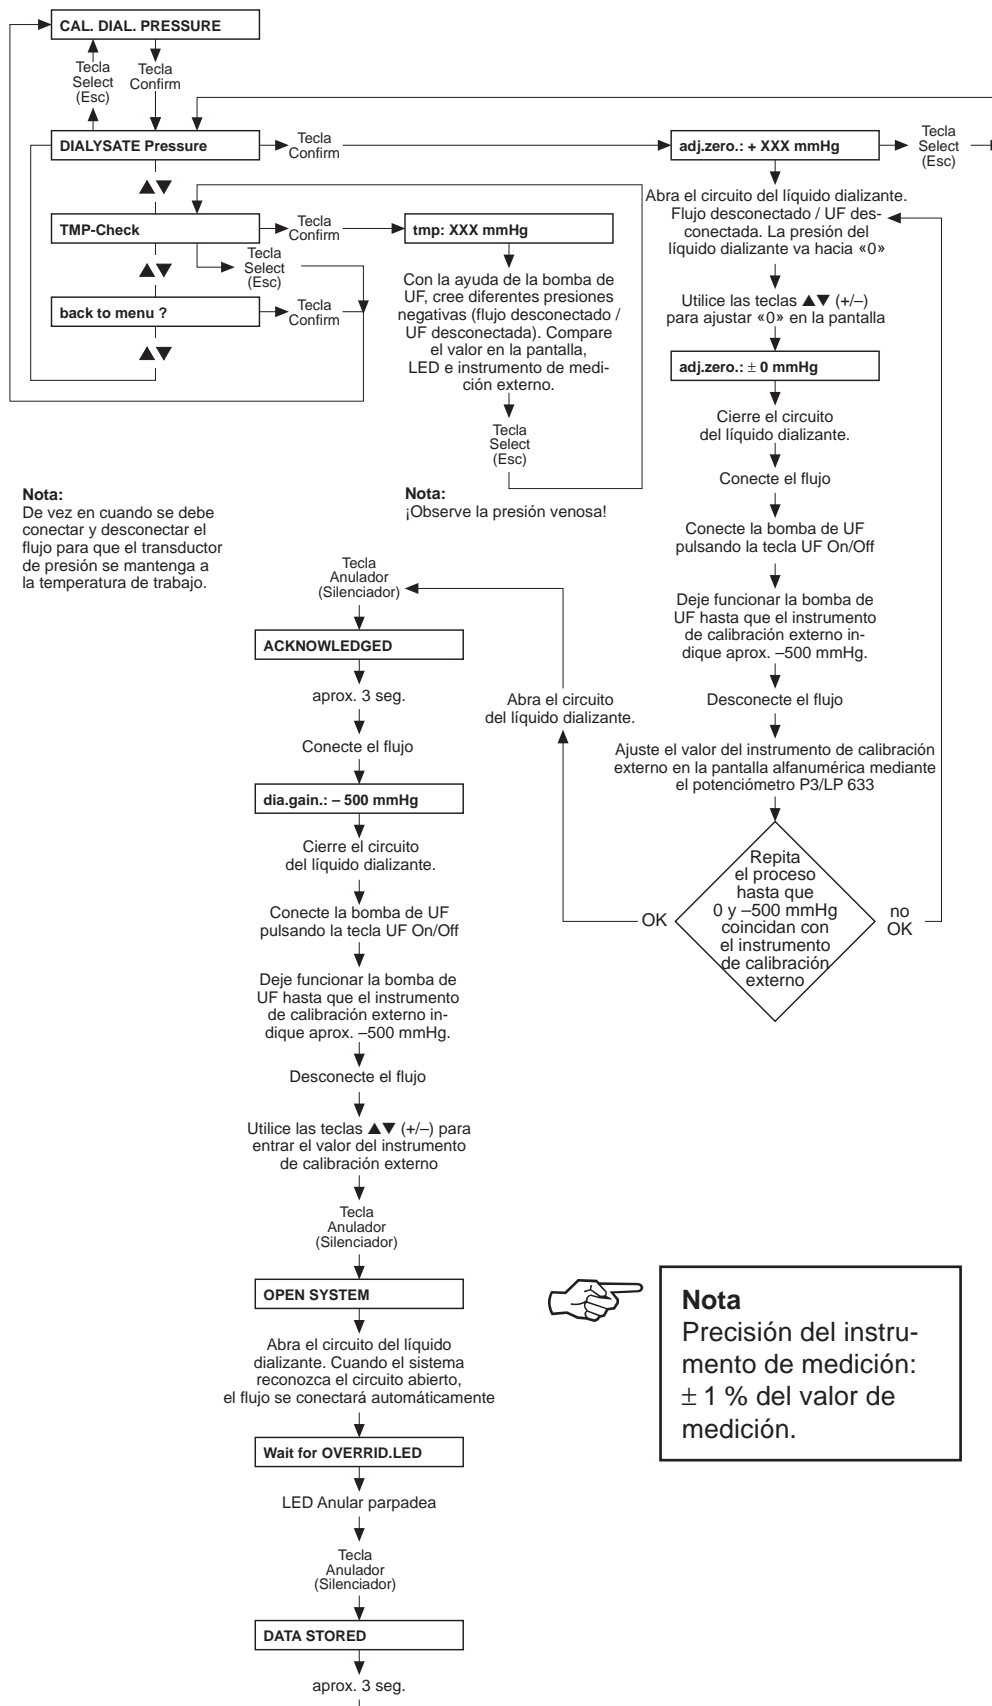 CAL. DIAL. PRESSURE
Tecla
Select
(Esc)
Tecla
Confirm
DIALYSATE Pressure
Tecla
Confirm
adj.zero.: + XXX mmHg
Tecla
Select
(Esc)
▲▼
TMP-Check
Tecla
Confirm
tmp: XXX mmHg
Tecla
Select
(Esc)
▲▼
back to menu ?
Tecla
Confirm
▲▼
Con la ayuda de la bomba de
UF, cree diferentes presiones
negativas (flujo desconectado /
UF desconectada). Compare
el valor en la pantalla,
LED e instrumento de medi-
ción externo.
Tecla
Select
(Esc)
Nota:
De vez en cuando se debe
conectar y desconectar el
flujo para que el transductor
de presión se mantenga a
la temperatura de trabajo.
Nota:
¡Observe la presión venosa!
Abra el circuito del líquido dializante.
Flujo desconectado / UF des-
conectada. La presión del
líquido dializante va hacia «0»
Utilice las teclas ▲▼ (+/–)
para ajustar «0» en la pantalla
adj.zero.: ± 0 mmHg
Cierre el circuito
del líquido dializante.
Conecte el flujo
Conecte la bomba de UF
pulsando la tecla UF On/Off
Deje funcionar la bomba de
UF hasta que el instrumento
de calibración externo in-
dique aprox. –500 mmHg.
Desconecte el flujo
Ajuste el valor del instrumento de calibración
externo en la pantalla alfanumérica mediante
el potenciómetro P3/LP 633
Repita
el proceso
hasta que
0 y –500 mmHg
coincidan con
el instrumento
de calibración
externo
no
OK
OK
Abra el circuito
del líquido dializante.
Tecla
Anulador
(Silenciador)
ACKNOWLEDGED
aprox. 3 seg.
Conecte el flujo
dia.gain.: – 500 mmHg
Cierre el circuito
del líquido dializante.
Conecte la bomba de UF
pulsando la tecla UF On/Off
Deje funcionar la bomba de
UF hasta que el instrumento
de calibración externo in-
dique aprox. –500 mmHg.
Desconecte el flujo
Utilice las teclas ▲▼ (+/–) para
entrar el valor del instrumento
de calibración externo
Tecla
Anulador
(Silenciador)
OPEN SYSTEM
Abra el circuito del líquido
dializante. Cuando el sistema
reconozca el circuito abierto,
el flujo se conectará automáticamente
Wait for OVERRID.LED
LED Anular parpadea
Tecla
Anulador
(Silenciador)
DATA STORED
aprox. 3 seg.
Nota
Precisión del instru-
mento de medición:
± 1 % del valor de
medición.